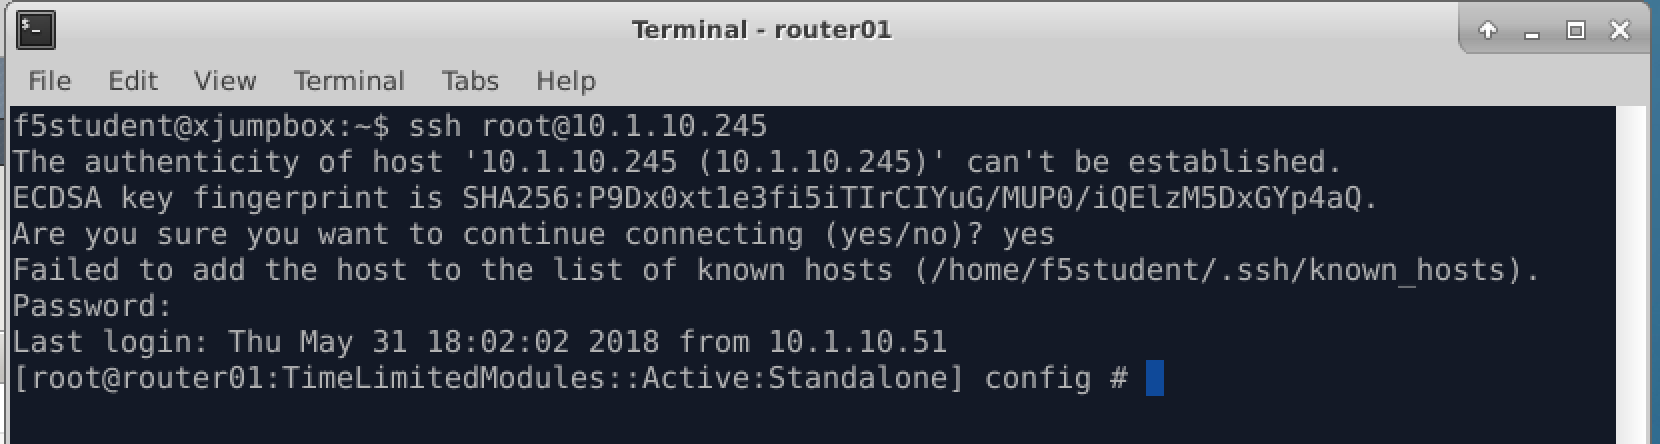 Terminal - router01
File Edit View Terminal Tabs Help
f5student@xjumpbox:~$ ssh root@10.1.10.245
The authenticity of host '10.1.10.245 (10.1.10.245)' can't be established.
ECDSA key fingerprint is SHA256:P9Dx0xt1e3fi5iTIrCIYuG/MUP0/iQElzM5DxGYp4aQ.
Are you sure you want to continue connecting (yes/no)? yes
Failed to add the host to the list of known hosts (/home/f5student/.ssh/known_hosts).
Password:
Last login: Thu May 31 18:02:02 2018 from 10.1.10.51
[root@router01:TimeLimitedModules::Active:Standalone] config #